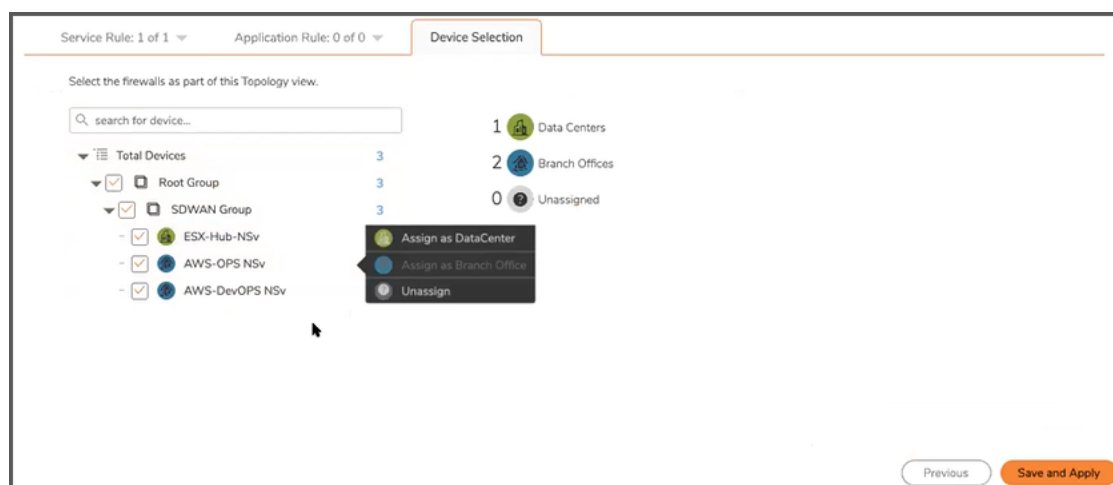 Service Rule: 1 of 1 Application Rule: 0 of 0 Device Selection
Select the firewalls as part of this Topology view.
search for device...
Total Devices 3
Root Group 3
SDWAN Group 3
ESX-Hub-NSv
AWS-OPS NSv
AWS-DevOPS NSv
1 Data Centers
2 Branch Offices
0 Unassigned
Assign as DataCenter
Assign as Branch Office
Unassign
Previous Save and Apply